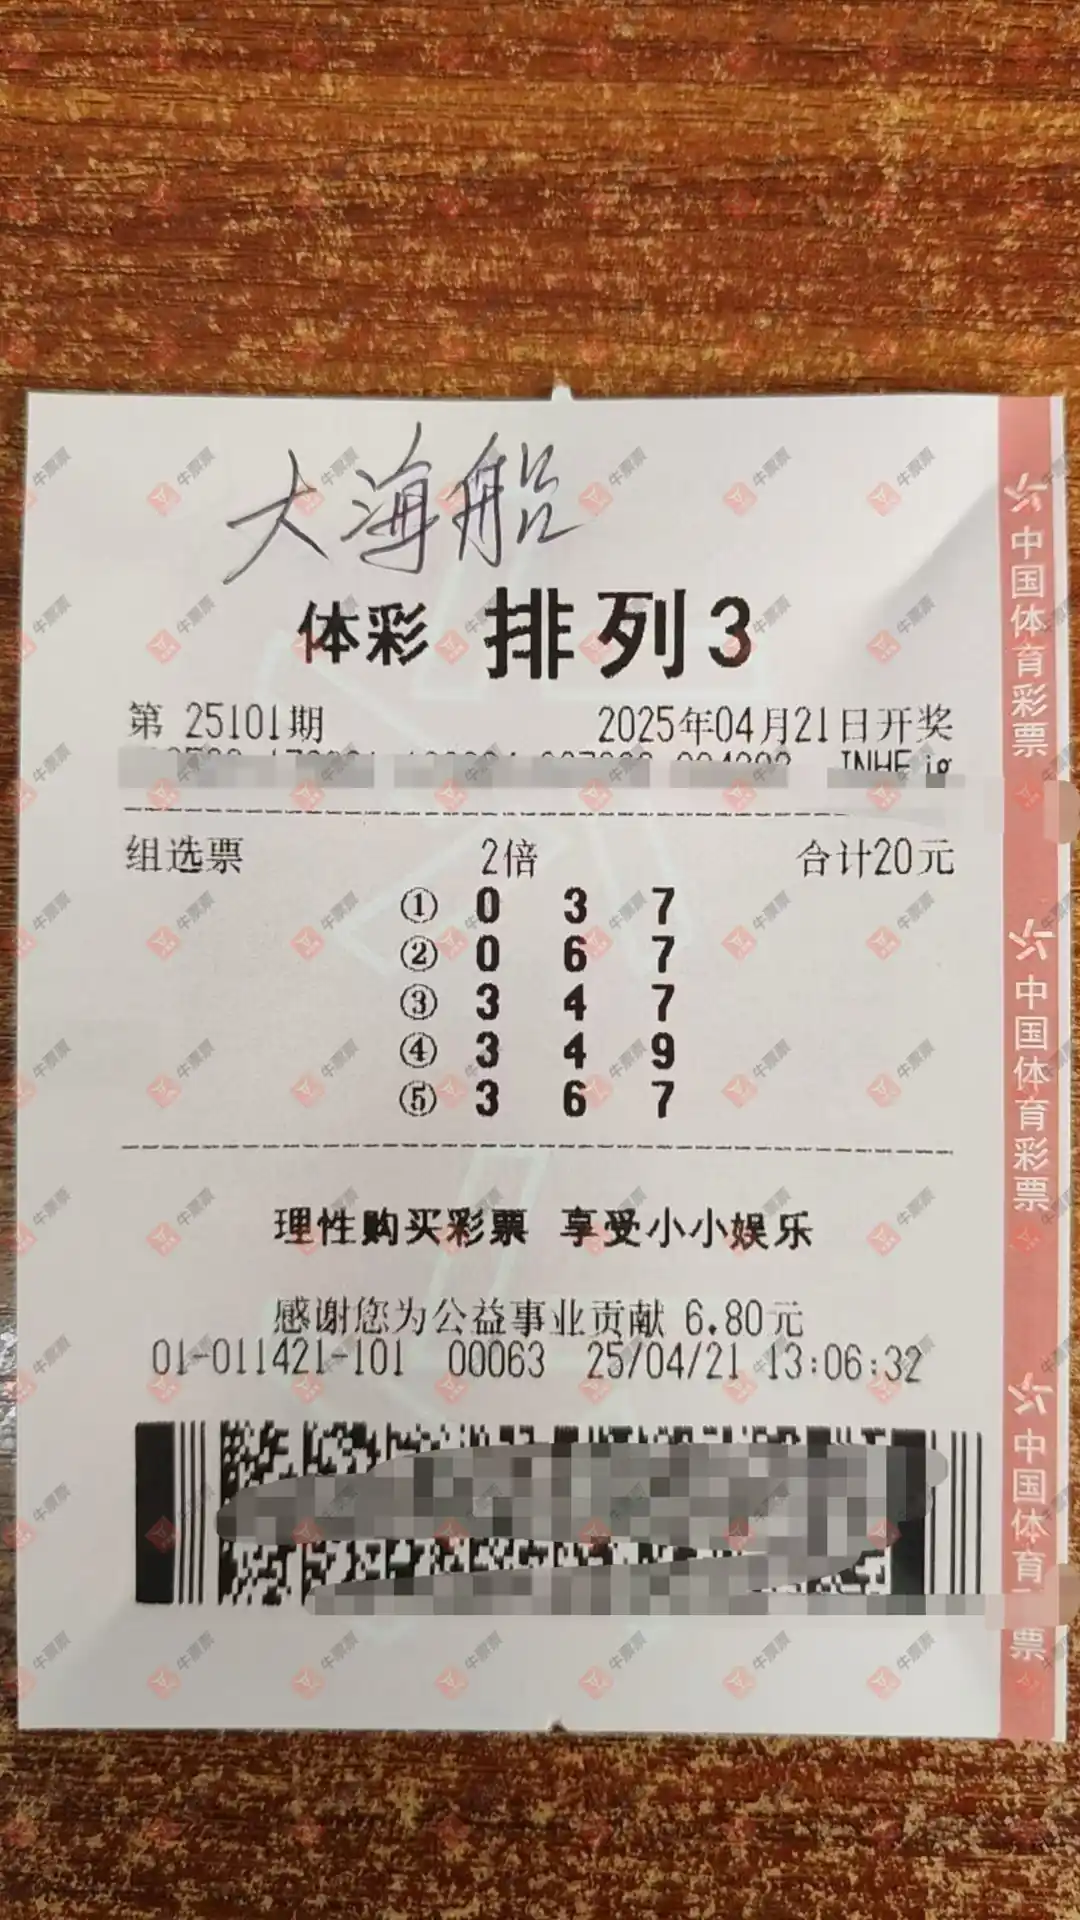 大海船
体彩 排列3
第 25101期 2025年04月21日开奖
组选票 2倍 合计20元
① 0 3 7
② 0 6 7
③ 3 4 7
④ 3 4 9
⑤ 3 6 7
理性购买彩票 享受小小娱乐
感谢您为公益事业贡献 6.80元
01-011421-101 00063 25/04/21 13:06:32
中国体育彩票
中国体育彩票
中国体育票
牛票票